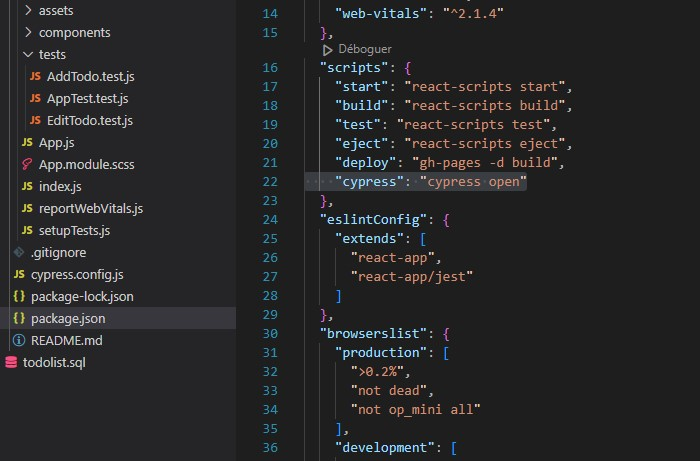 assets
components
tests
AddTodo.test.js
AppTest.test.js
EditTodo.test.js
JS App.js
App.module.scss
JS index.js
JS reportWebVitals.js
JS setupTests.js
.gitignore
JS cypress.config.js
{} package-lock.json
{} package.json
README.md
todolist.sql
14 "web-vitals": "^2.1.4"
15 },
Déboguer
16 "scripts": {
17 "start": "react-scripts start",
18 "build": "react-scripts build",
19 "test": "react-scripts test",
20 "eject": "react-scripts eject",
21 "deploy": "gh-pages -d build",
22 "cypress": "cypress open"
23 },
24 "eslintConfig": {
25 "extends": [
26 "react-app",
27 "react-app/jest"
28 ]
29 },
30 "browserslist": {
31 "production": [
32 ">0.2%",
33 "not dead",
34 "not op_mini all"
35 ],
36 "development": [